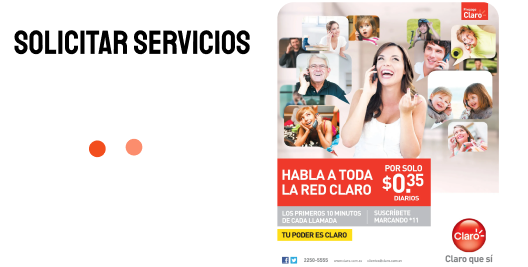 SOLICITAR SERVICIOS
Prepago
Claro
HABLA A TODA
LA RED CLARO
POR SOLO
$0.35
DIARIOS
LOS PRIMEROS 10 MINUTOS
DE CADA LLAMADA
SUSCRÍBETE
MARCANDO *11
TU PODER ES CLARO
Claro
Claro que sí
2250-5555